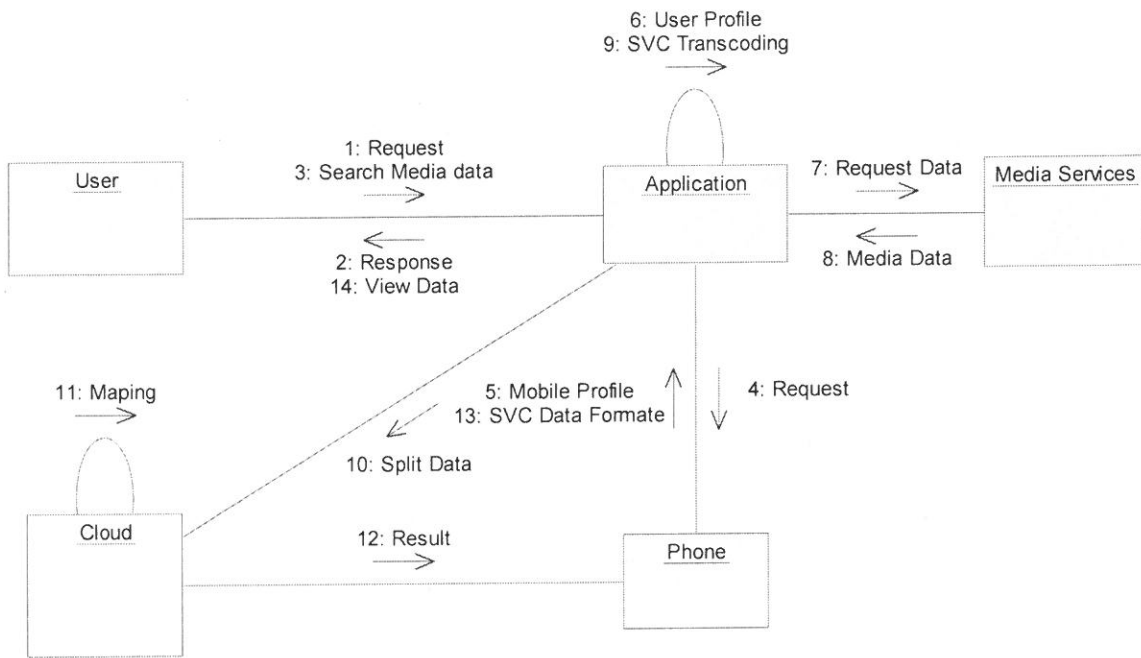 6: User Profile
9: SVC Transcoding
1: Request
3: Search Media data
User
Application
7: Request Data
Media Services
2: Response
14: View Data
8: Media Data
11: Maping
5: Mobile Profile
13: SVC Data Formate
4: Request
10: Split Data
Cloud
12: Result
Phone